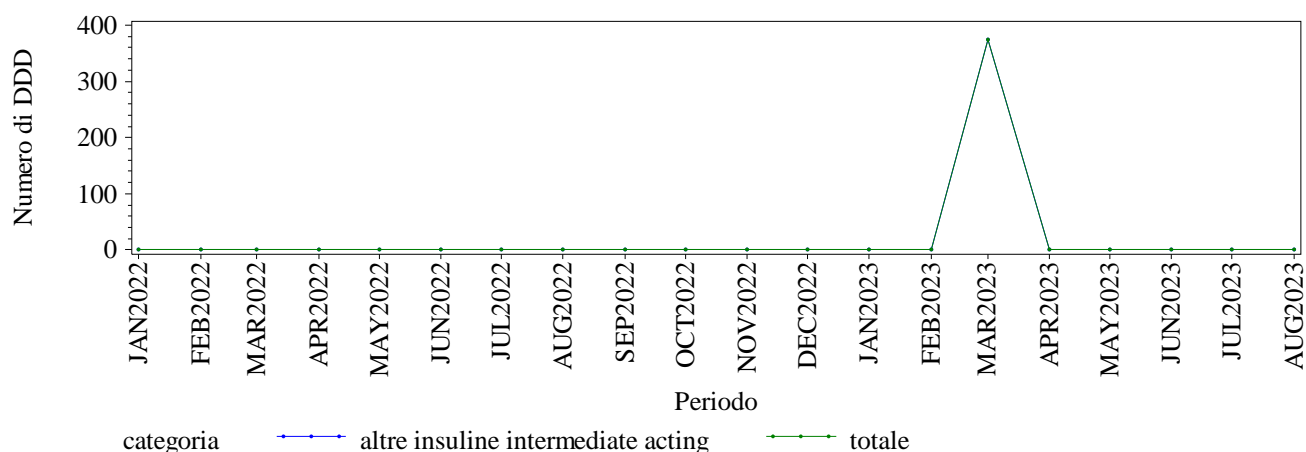 400
300
200
100
0
Numero di DDD
JAN2022
FEB2022
MAR2022
APR2022
MAY2022
JUN2022
JUL2022
AUG2022
SEP2022
OCT2022
NOV2022
DEC2022
JAN2023
FEB2023
MAR2023
APR2023
MAY2023
JUN2023
JUL2023
AUG2023
Periodo
categoria altre insuline intermediate acting totale